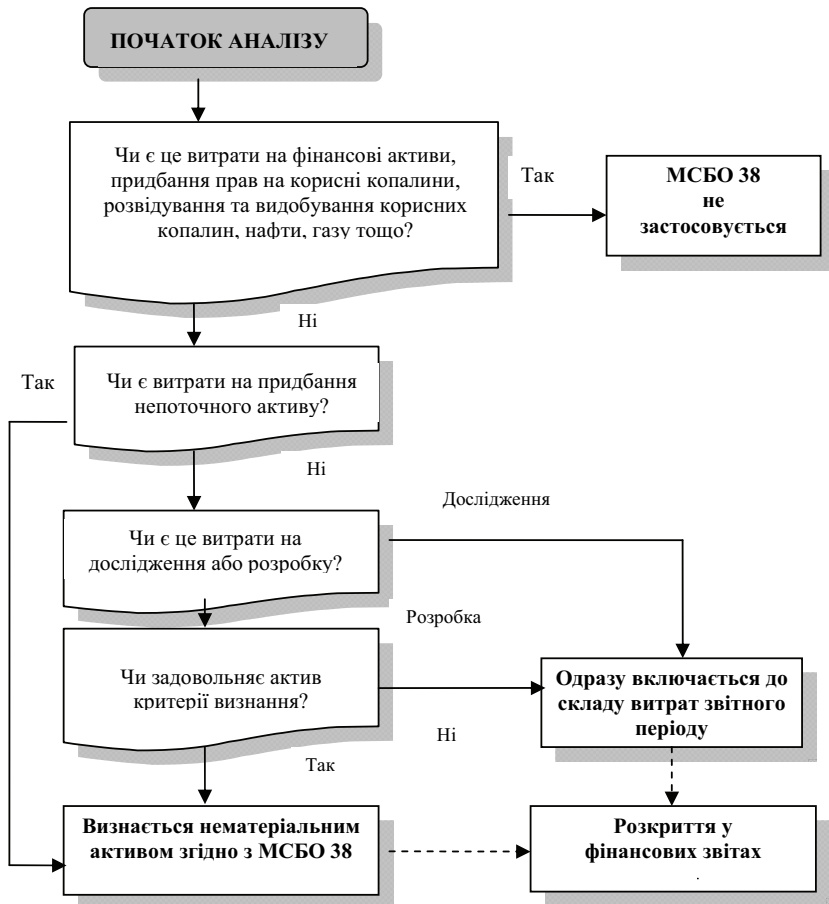 ПОЧАТОК АНАЛІЗУ
Чи є це витрати на фінансові активи,
придбання прав на корисні копалини,
розвідування та видобування корисних
копалин, нафти, газу тощо?
Так
МСБО 38
не
застосовується
Ні
Так
Чи є витрати на придбання
непоточного активу?
Ні
Дослідження
Чи є це витрати на
дослідження або розробку?
Розробка
Чи задовольняє актив
критерії визнання?
Одразу включається до
складу витрат звітного
періоду
Ні
Так
Визнається нематеріальним
активом згідно з МСБО 38
Розкриття у
фінансових звітах
.